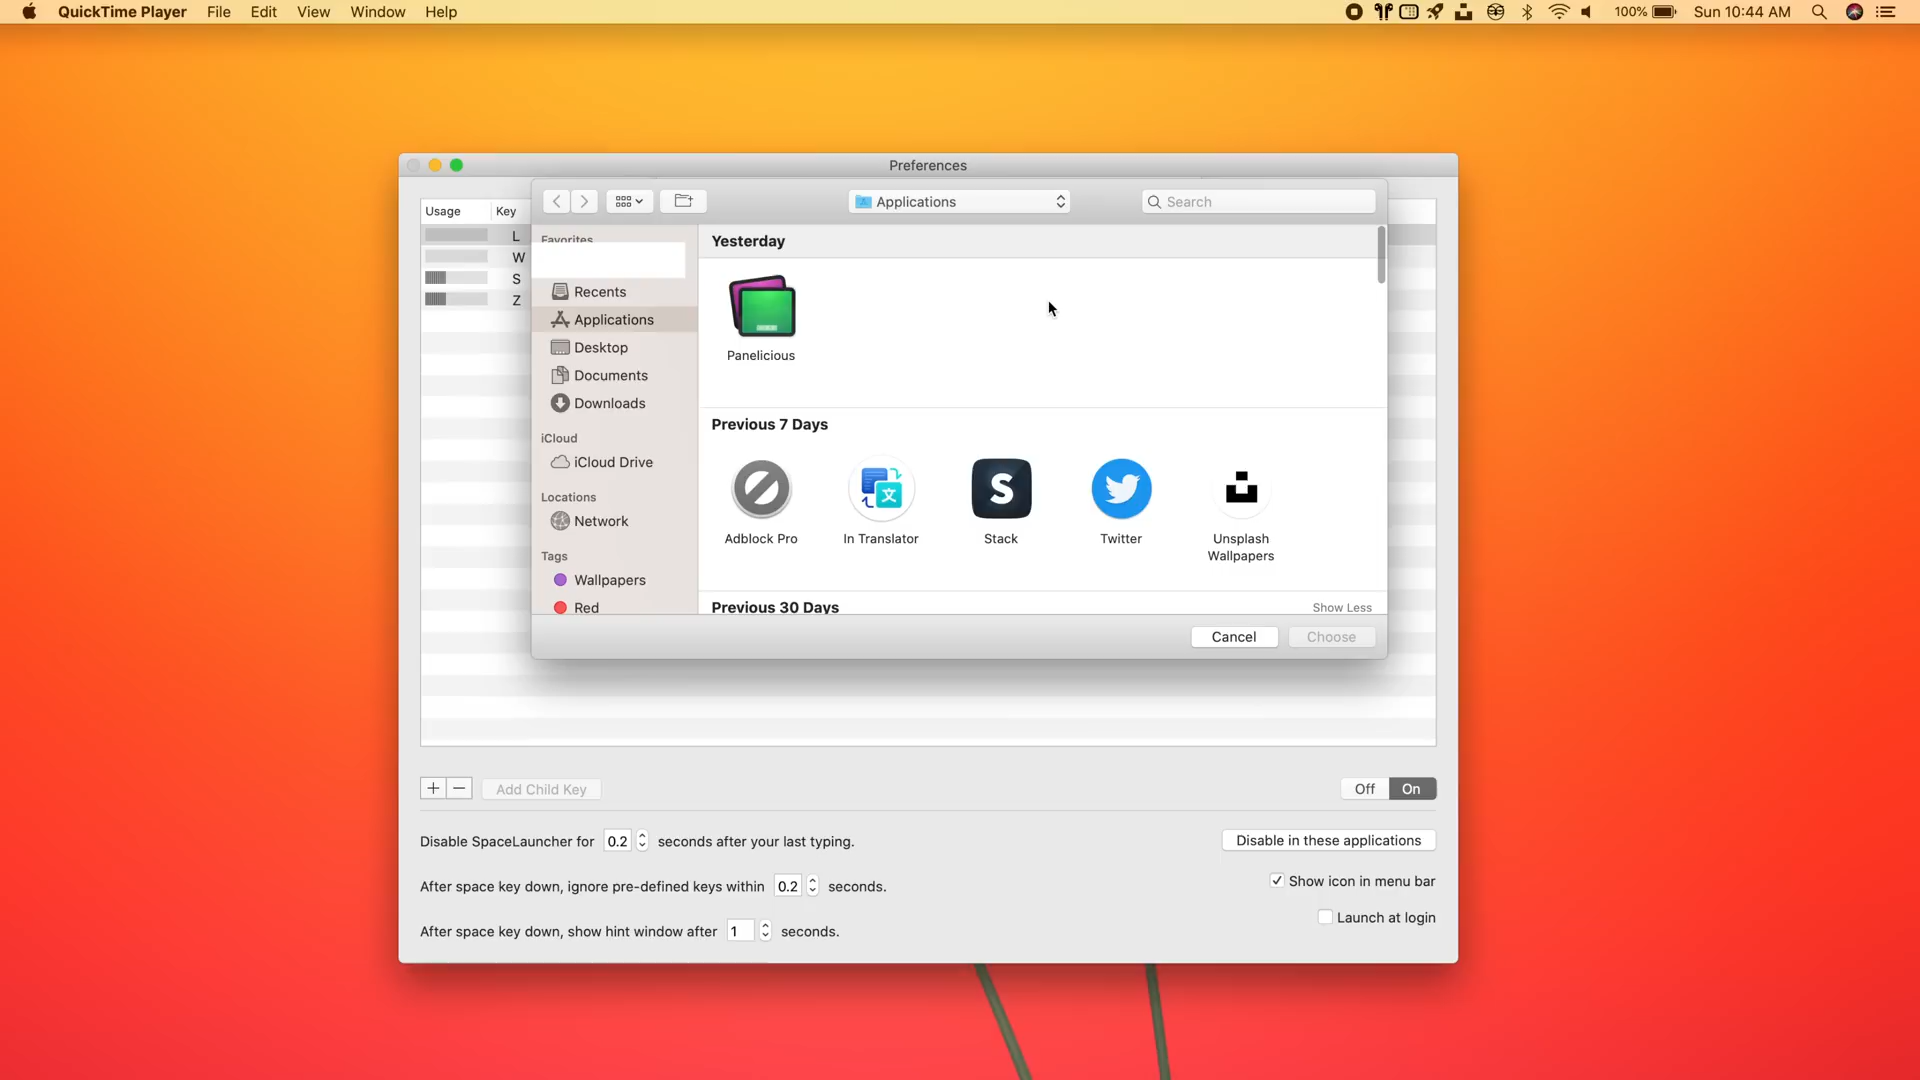 QuickTime Player File Edit View Window Help 100% Sun 10:44 AM
Preferences
Usage Key
L
W
S
Z
Applications
Search
Favorites
Recents
Applications
Desktop
Documents
Downloads
iCloud
iCloud Drive
Locations
Network
Tags
Wallpapers
Red
Yesterday
Panelicious
Previous 7 Days
S
Adblock Pro In Translator Stack Twitter Unsplash
Wallpapers
Previous 30 Days Show Less
Cancel Choose
+ − Add Child Key Off On
Disable SpaceLauncher for 0.2 seconds after your last typing. Disable in these applications
After space key down, ignore pre-defined keys within 0.2 seconds. Show icon in menu bar
After space key down, show hint window after 1 seconds. Launch at login